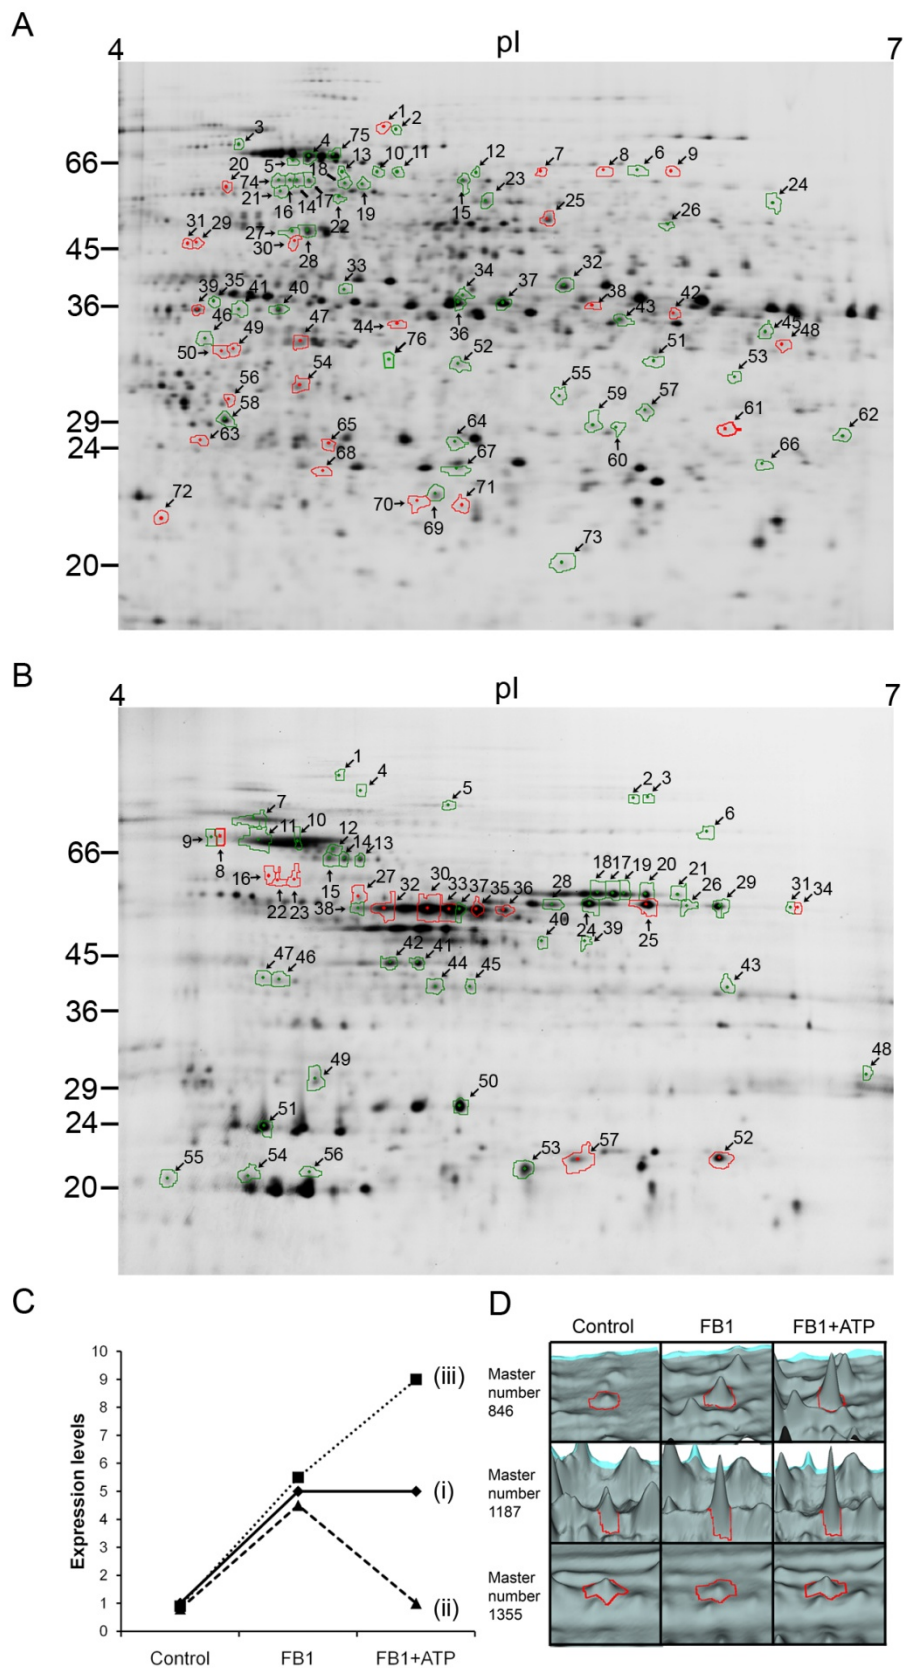 A
4 pI 7
1 2
3 4 75
66
20 5 18 13 10 11 12 7 8 6 9
74 23 24
21 16 14 17 22 19 15 25 26
31 29 27 30 28
45
33 34 37 32
39 35 41 40 38 42
36
46 49 47 44 36 43 45 48
50 76 52 51 53
54 55
56 59 57
58 64 61 62
29
63 65 60
24
68 67 66
72 70 69 71
73
20
B
4 pI 7
1
4 5 2 3
7 6
9 11 10 12
66
8 14 13
16 15 27 18 17 19 20 21
22 23 32 30 33 37 35 36 28 26 29 31 34
38 24 25
40 39
45
47 46 42 41 44 45 43
36
49 48
29
50
51
24
55 54 56 53 57 52
20
C
10
9
8
7
6
5
4
3
2
1
0
Expression levels
(iii)
(i)
(ii)
Control FB1 FB1+ATP
D
Control FB1 FB1+ATP
Master
number
846
Master
number
1187
Master
number
1355